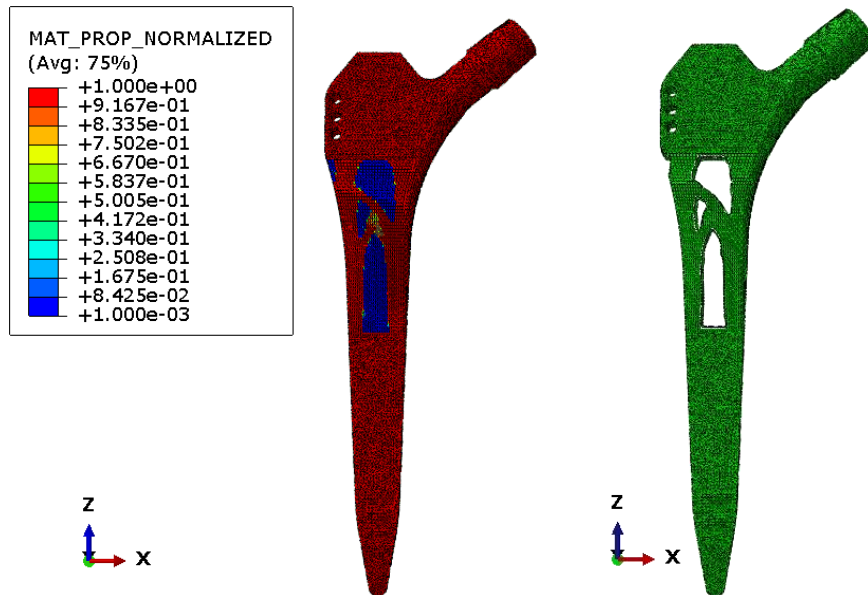 MAT_PROP_NORMALIZED
(Avg: 75%)
+1.000e+00
+9.167e-01
+8.335e-01
+7.502e-01
+6.670e-01
+5.837e-01
+5.005e-01
+4.172e-01
+3.340e-01
+2.508e-01
+1.675e-01
+8.425e-02
+1.000e-03
Z
X
Z
X